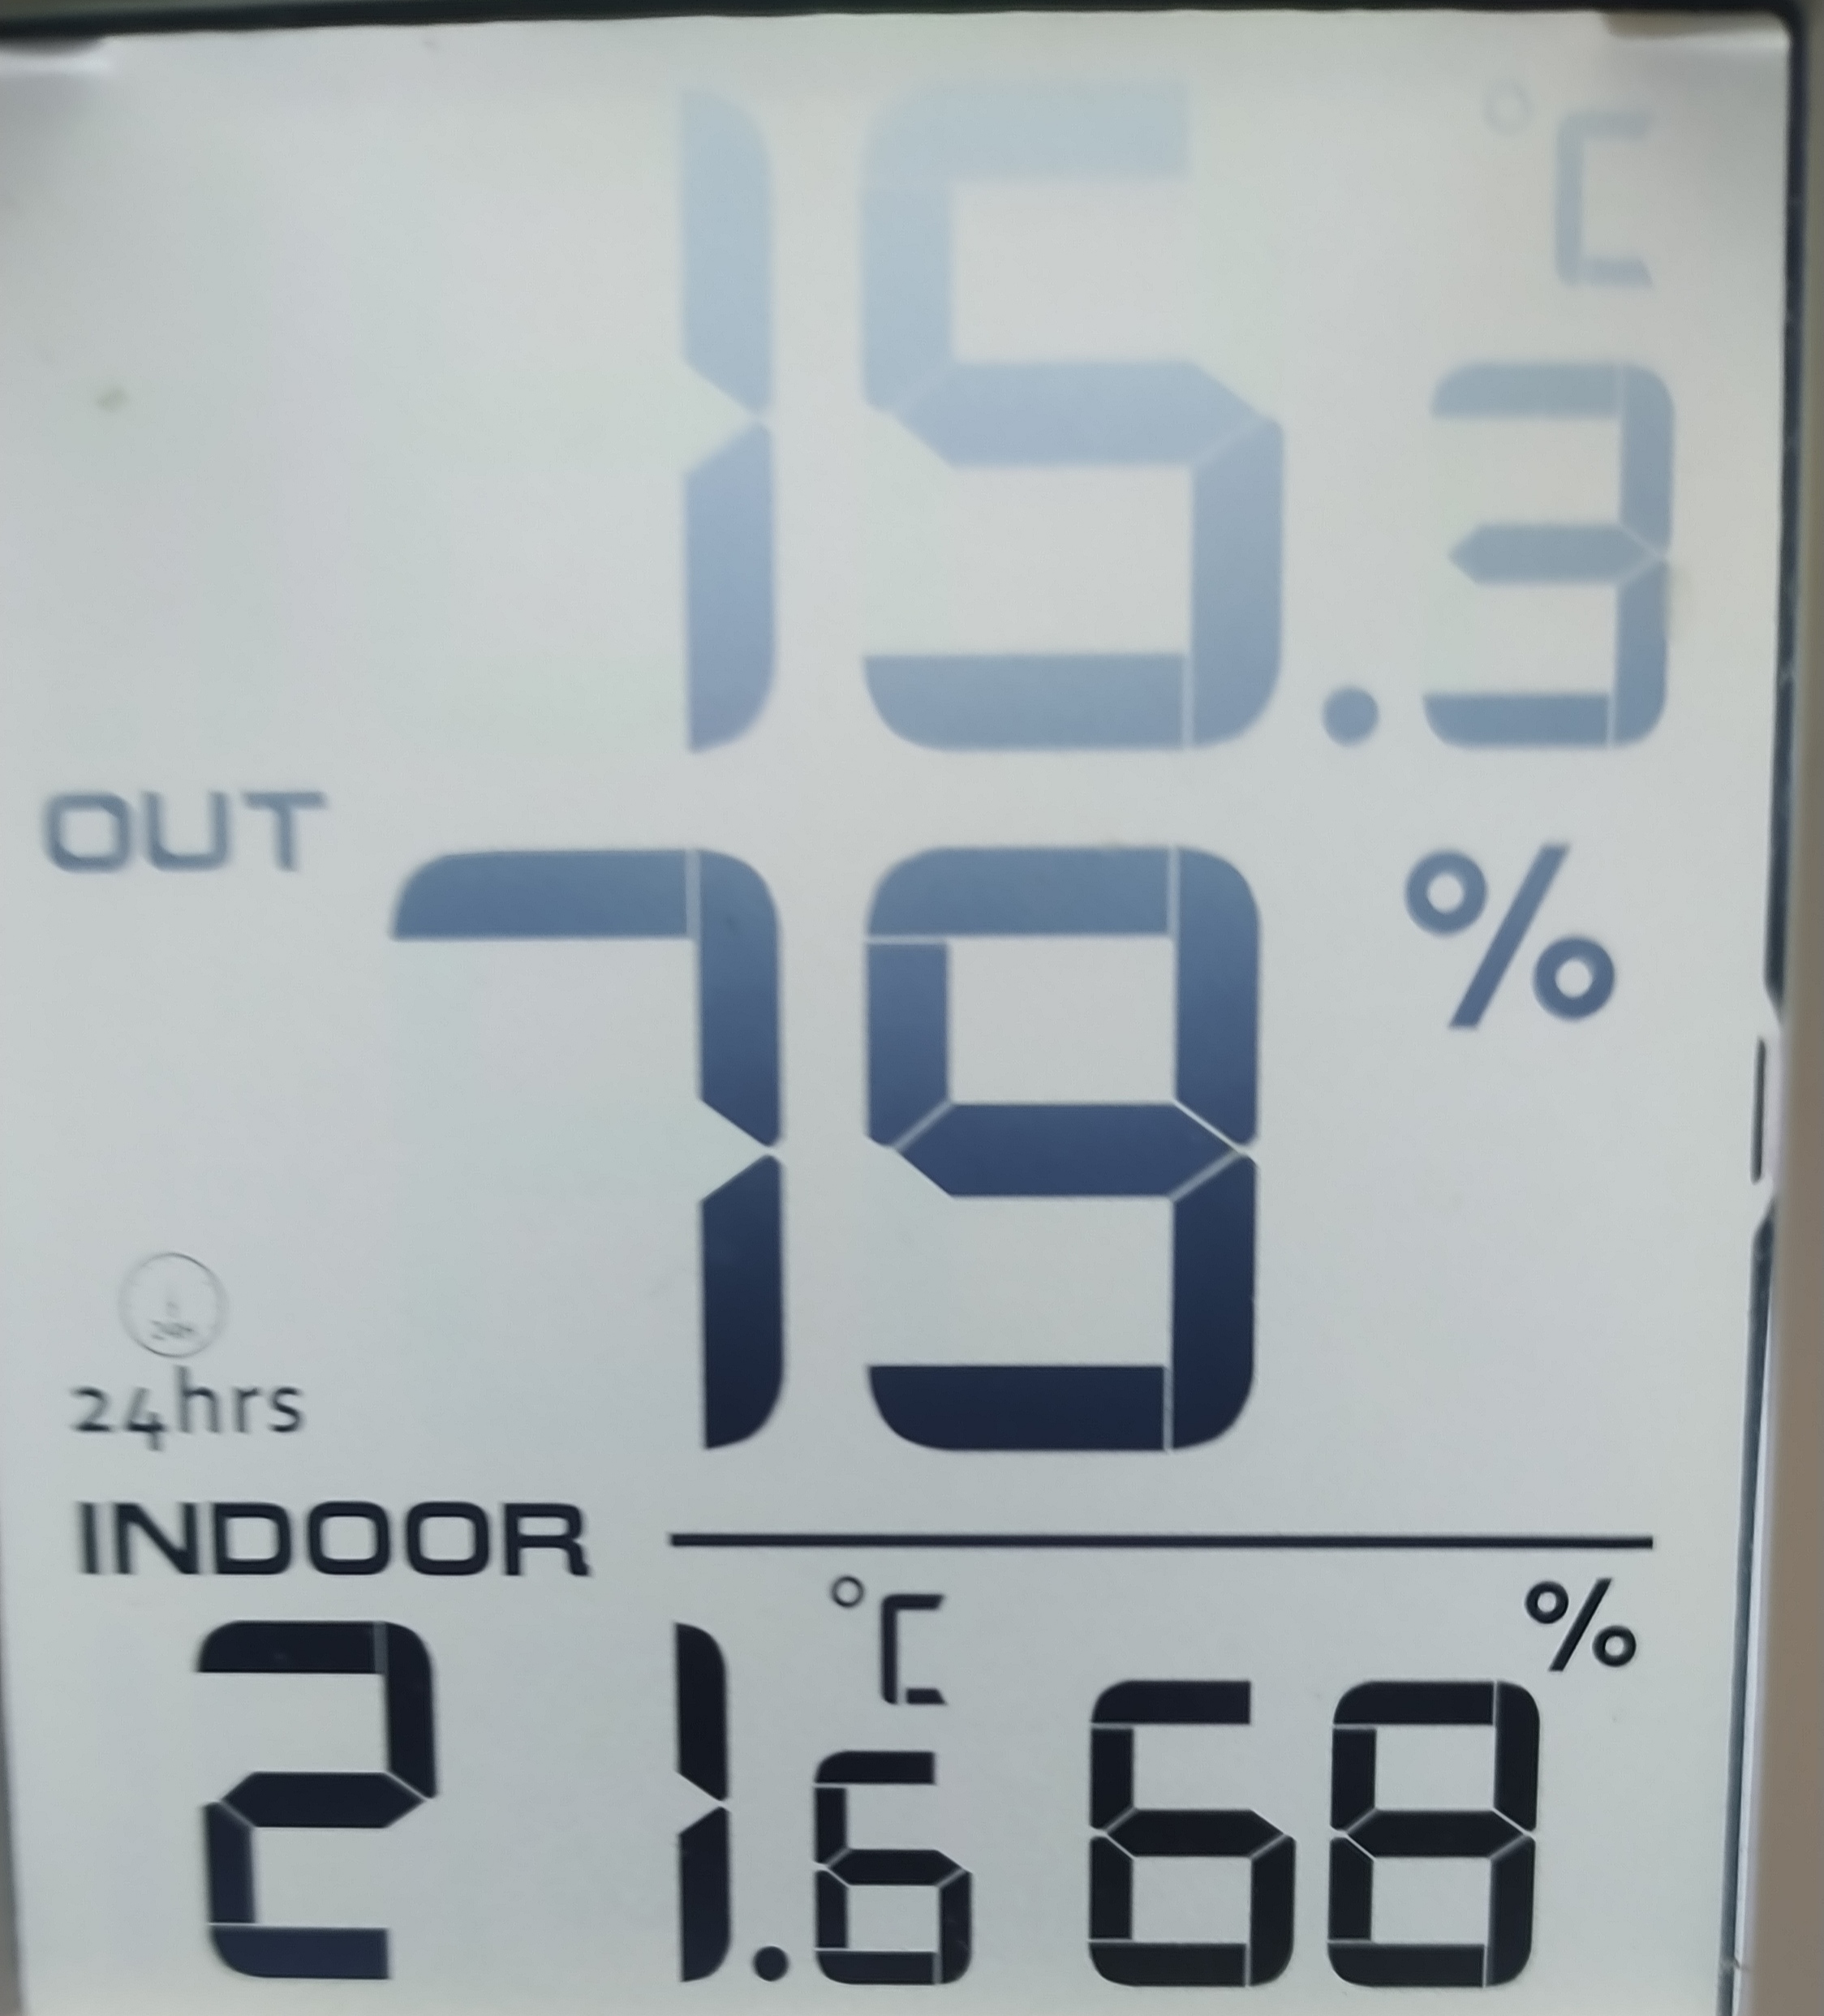 °C
15.3
OUT
79 %
24hrs
INDOOR
°C %
21.6 68